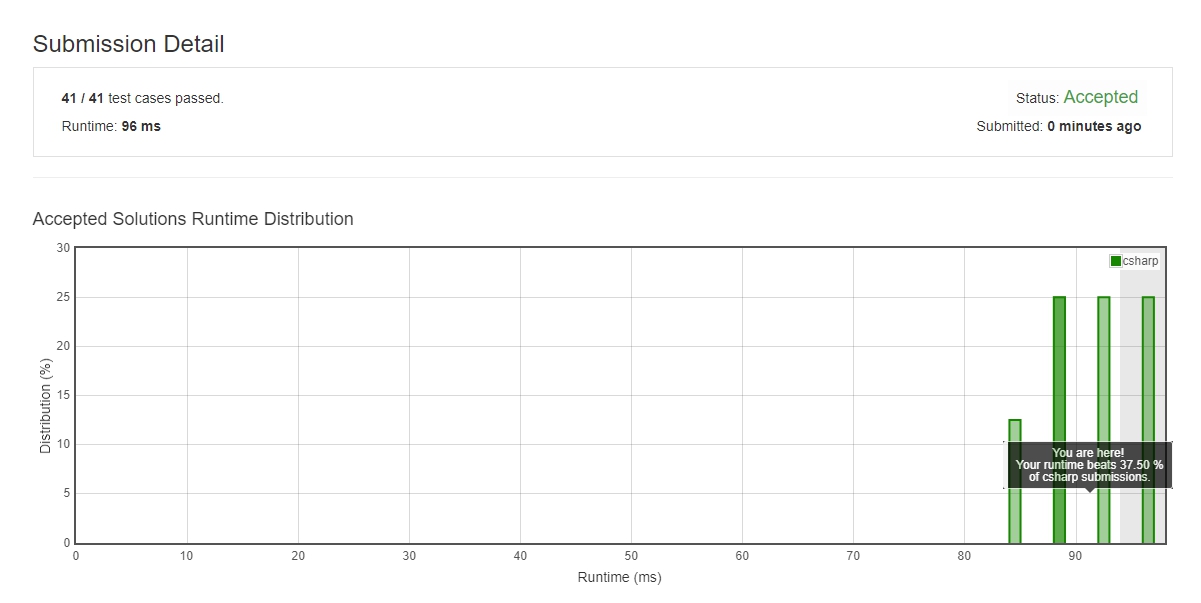 Submission Detail
41 / 41 test cases passed.
Status: Accepted
Runtime: 96 ms
Submitted: 0 minutes ago
Accepted Solutions Runtime Distribution
30
csharp
25
20
15
10
5
0
Distribution (%)
You are here!
Your runtime beats 37.50 %
of csharp submissions.
0 10 20 30 40 50 60 70 80 90
Runtime (ms)